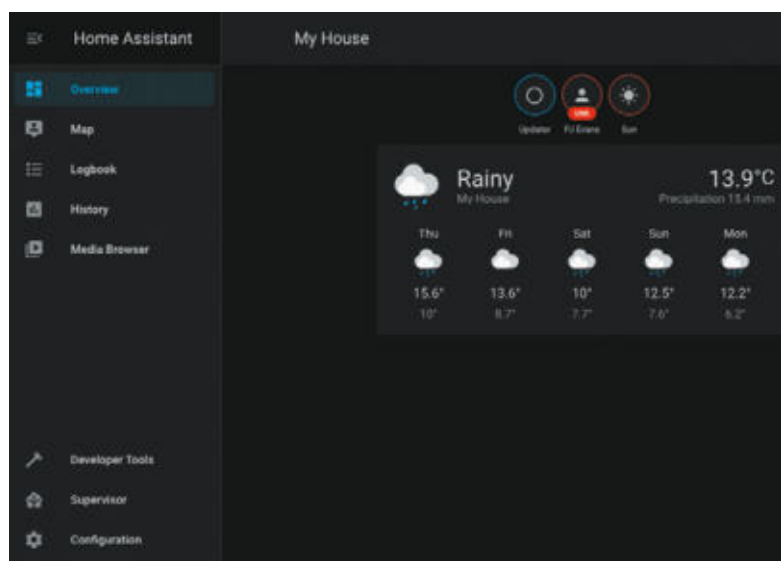 Home Assistant
My House
Overview
Map
Logbook
History
Media Browser
Developer Tools
Supervisor
Configuration
Updater
PJ Evans
Sun
Rainy
13.9°C
My House
Precipitation 15.4 mm
Thu Fri Sat Sun Mon
15.6° 13.6° 10° 12.5° 12.2°
10° 8.7° 7.7° 7.6° 6.2°